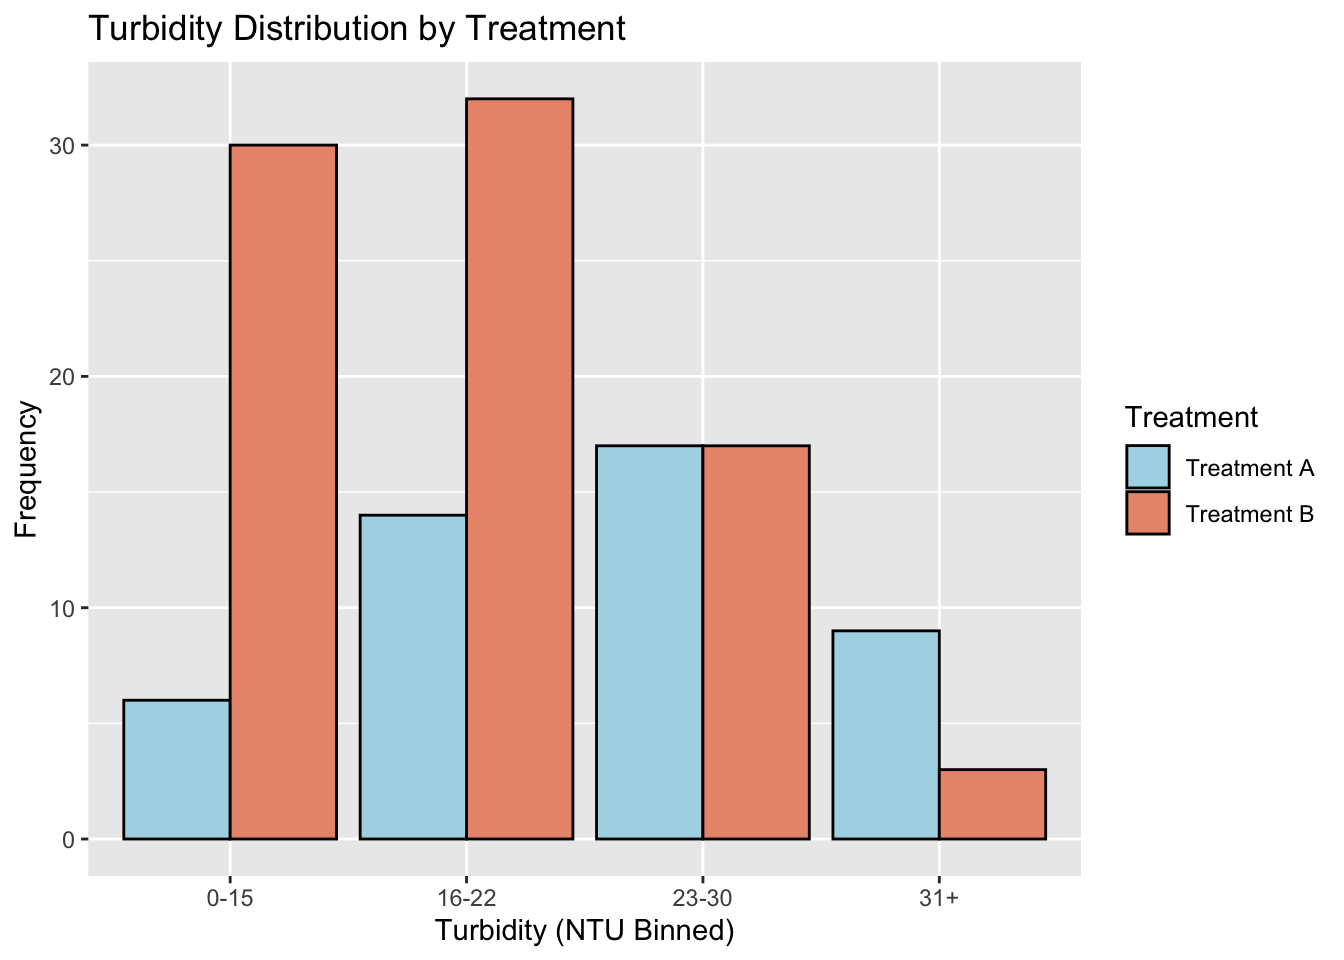 Turbidity Distribution by Treatment
Frequency
30
20
10
0
0-15 16-22 23-30 31+
Turbidity (NTU Binned)
Treatment
Treatment A
Treatment B